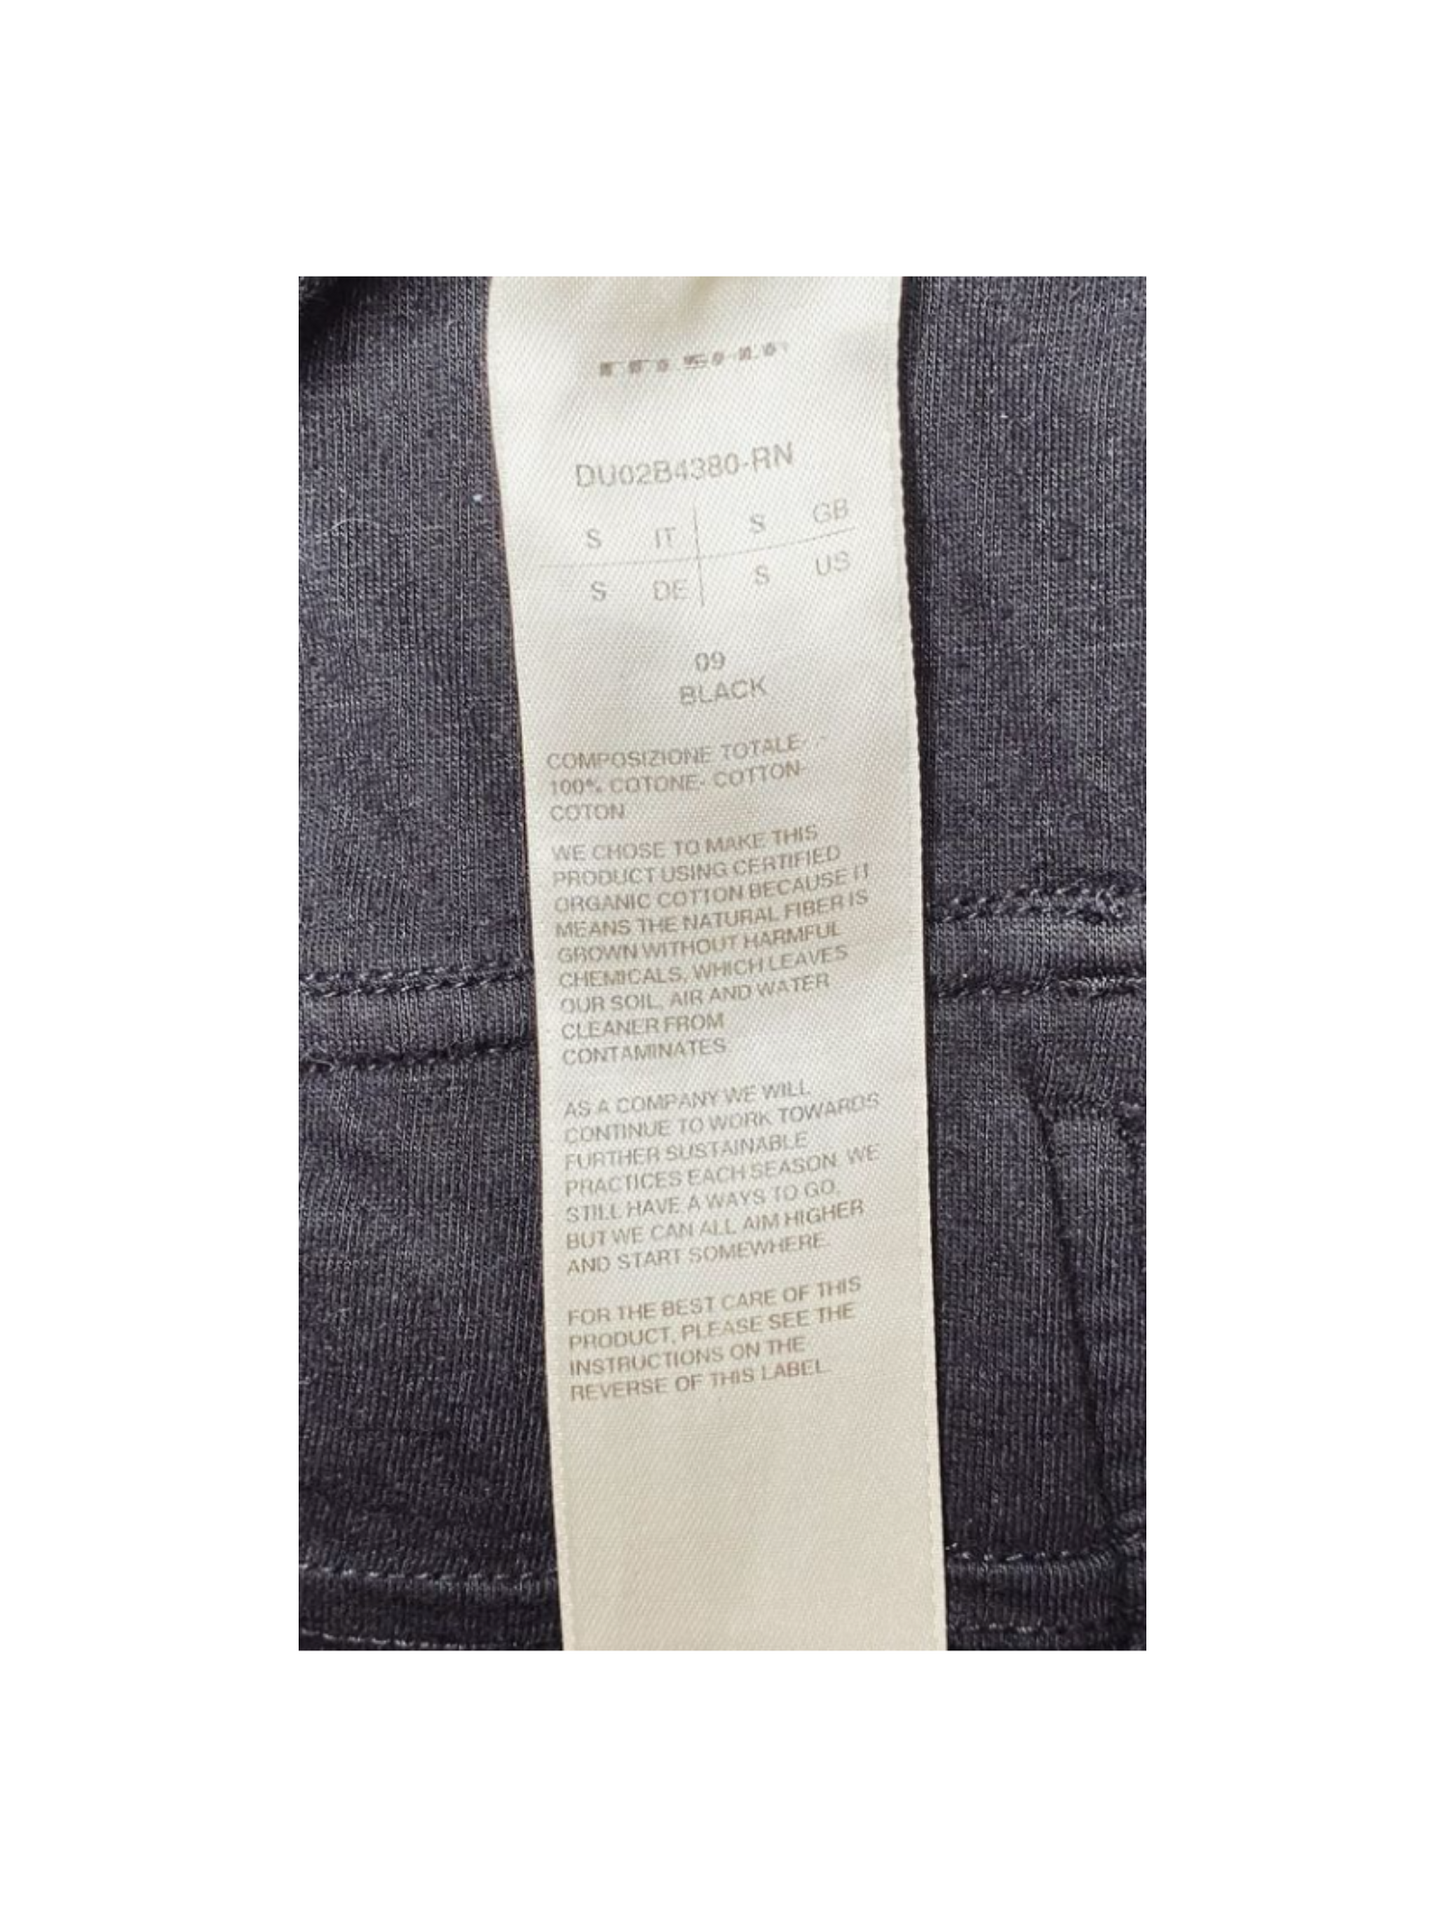 DU02B4380-RN
S IT S GB
S DE S US
09
BLACK
COMPOSIZIONE TOTALE-
100% COTONE- COTTON-
COTON
WE CHOSE TO MAKE THIS
PRODUCT USING CERTIFIED
ORGANIC COTTON BECAUSE IT
MEANS THE NATURAL FIBER IS
GROWN WITHOUT HARMFUL
CHEMICALS, WHICH LEAVES
OUR SOIL, AIR AND WATER
CLEANER FROM
CONTAMINATES.
AS A COMPANY WE WILL
CONTINUE TO WORK TOWARDS
FURTHER SUSTAINABLE
PRACTICES EACH SEASON. WE
STILL HAVE A WAYS TO GO,
BUT WE CAN ALL AIM HIGHER
AND START SOMEWHERE.
FOR THE BEST CARE OF THIS
PRODUCT, PLEASE SEE THE
INSTRUCTIONS ON THE
REVERSE OF THIS LABEL.